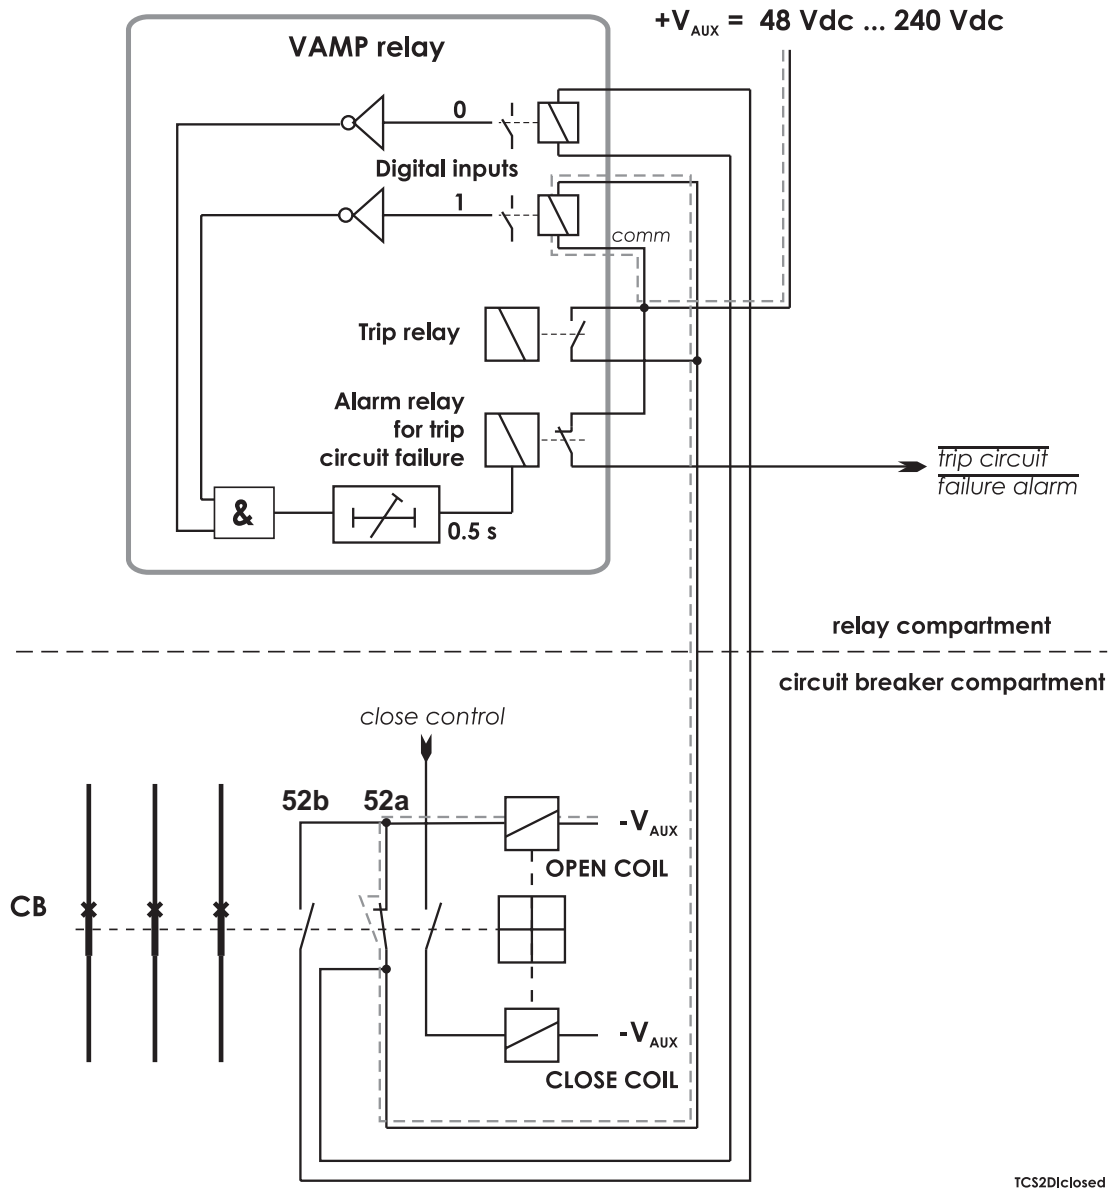 +VAUX = 48 Vdc ... 240 Vdc
VAMP relay
0
Digital inputs
1
comm
Trip relay
Alarm relay
for trip
circuit failure
trip circuit
failure alarm
&
0.5 s
relay compartment
circuit breaker compartment
close control
52b 52a
-VAUX
OPEN COIL
CB
-VAUX
CLOSE COIL
TCS2DIclosed